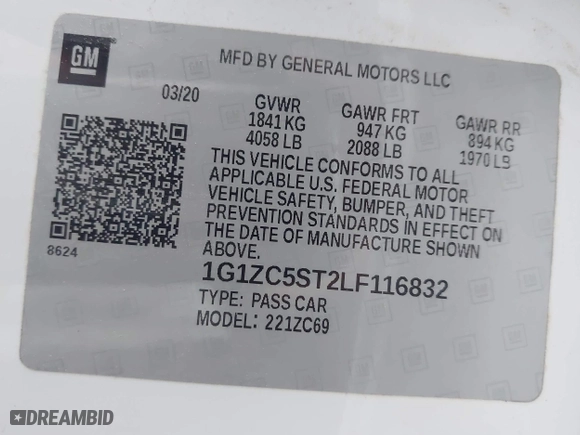 GM
MFD BY GENERAL MOTORS LLC
03/20
GVWR
1841 KG
4058 LB
GAWR FRT
947 KG
2088 LB
GAWR RR
894 KG
1970 LB
THIS VEHICLE CONFORMS TO ALL
APPLICABLE U.S. FEDERAL MOTOR
VEHICLE SAFETY, BUMPER, AND THEFT
PREVENTION STANDARDS IN EFFECT ON
THE DATE OF MANUFACTURE SHOWN
ABOVE.
8624
1G1ZC5ST2LF116832
TYPE: PASS CAR
MODEL: 221ZC69
DREAMBID